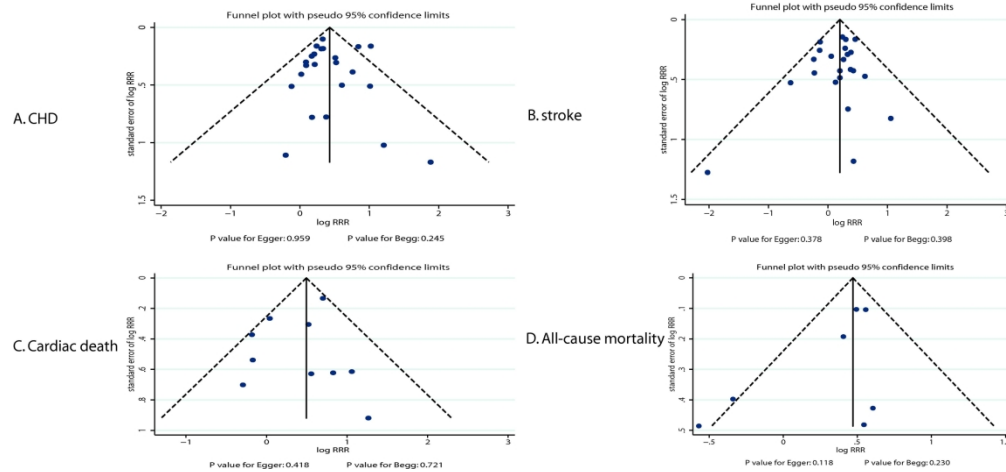 Funnel plot with pseudo 95% confidence limits
A. CHD
standard error of log RRR
0
.5
1
1.5
-2
-1
0
1
2
3
log RRR
P value for Egger: 0.959
P value for Begg: 0.245
Funnel plot with pseudo 95% confidence limits
B. stroke
standard error of log RRR
0
.5
1
1.5
-2
-1
0
1
2
3
log RRR
P value for Egger: 0.378
P value for Begg: 0.398
Funnel plot with pseudo 95% confidence limits
C. Cardiac death
standard error of log RRR
0
.2
.4
.6
.8
1
-1
0
1
2
3
log RRR
P value for Egger: 0.418
P value for Begg: 0.721
Funnel plot with pseudo 95% confidence limits
D. All-cause mortality
standard error of log RRR
0
.1
.2
.3
.4
.5
-.5
0
.5
1
log RRR
P value for Egger: 0.118
P value for Begg: 0.230